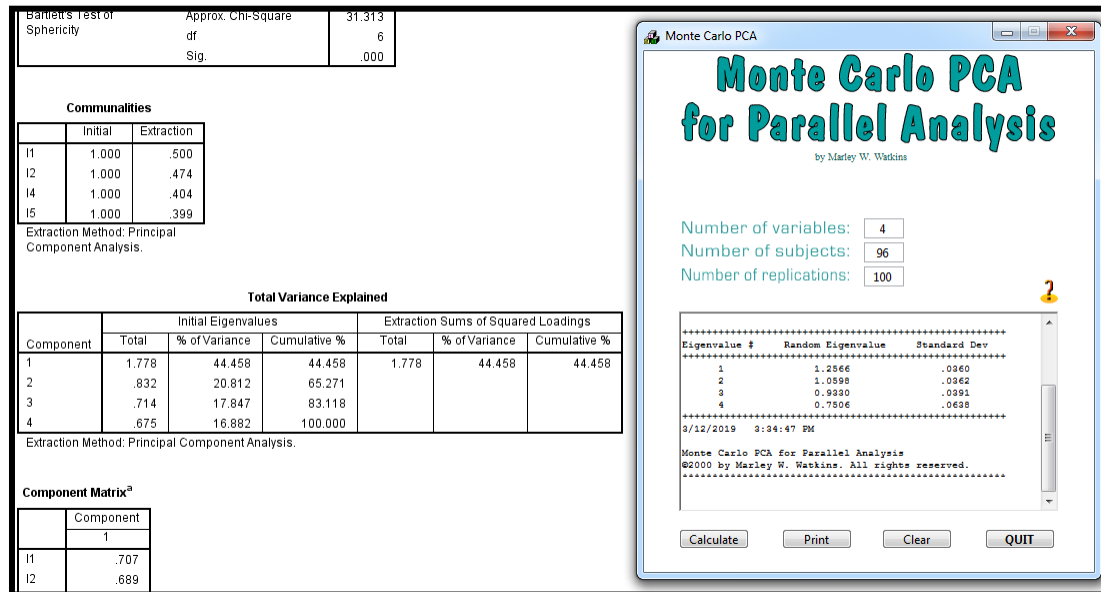 Bartlett's Test of Approx. Chi-Square 31.313
Sphericity df 6
Sig. .000
Communalities
Initial Extraction
I1 1.000 .500
I2 1.000 .474
I4 1.000 .404
I5 1.000 .399
Extraction Method: Principal
Component Analysis.
Total Variance Explained
Initial Eigenvalues Extraction Sums of Squared Loadings
Component Total % of Variance Cumulative % Total % of Variance Cumulative %
1 1.778 44.458 44.458 1.778 44.458 44.458
2 .832 20.812 65.271
3 .714 17.847 83.118
4 .675 16.882 100.000
Extraction Method: Principal Component Analysis.
Component Matrixa
Component
1
I1 .707
I2 .689
Monte Carlo PCA
Monte Carlo PCA
for Parallel Analysis
by Marley W. Watkins
Number of variables: 4
Number of subjects: 96
Number of replications: 100
?
++++++++++++++++++++++++++++++++++++++++++++++++++++++
Eigenvalue # Random Eigenvalue Standard Dev
++++++++++++++++++++++++++++++++++++++++++++++++++++++
1 1.2566 .0360
2 1.0598 .0362
3 0.9330 .0391
4 0.7506 .0638
++++++++++++++++++++++++++++++++++++++++++++++++++++++
3/12/2019 3:34:47 PM
Monte Carlo PCA for Parallel Analysis
©2000 by Marley W. Watkins. All rights reserved.
******************************************************
Calculate Print Clear QUIT